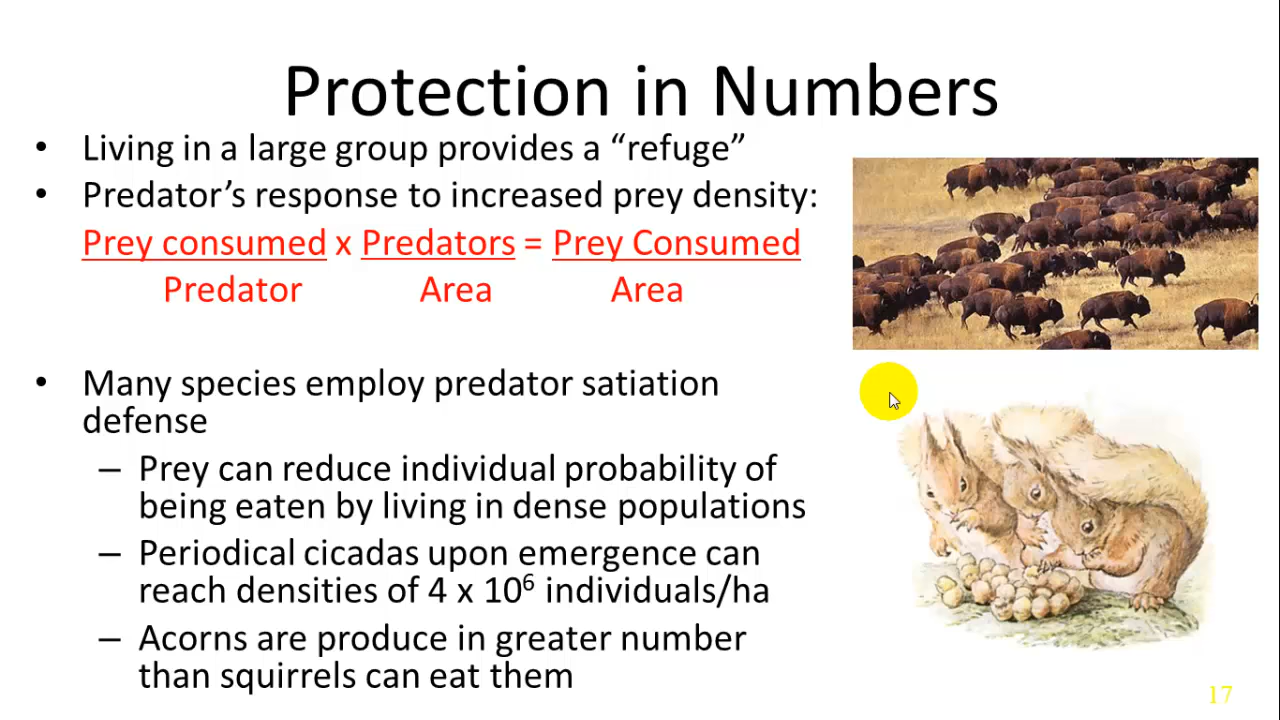 Protection in Numbers
• Living in a large group provides a “refuge”
• Predator’s response to increased prey density:
Prey consumed x Predators = Prey Consumed
Predator Area Area
• Many species employ predator satiation
defense
– Prey can reduce individual probability of
being eaten by living in dense populations
– Periodical cicadas upon emergence can
reach densities of 4 x 10⁶ individuals/ha
– Acorns are produce in greater number
than squirrels can eat them
17